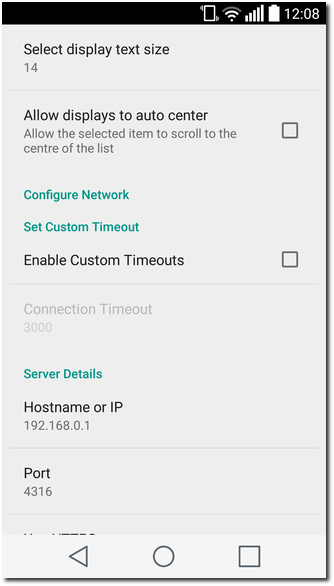 12:08
Select display text size
14
Allow displays to auto center
Allow the selected item to scroll to the
centre of the list
Configure Network
Set Custom Timeout
Enable Custom Timeouts
Connection Timeout
3000
Server Details
Hostname or IP
192.168.0.1
Port
4316